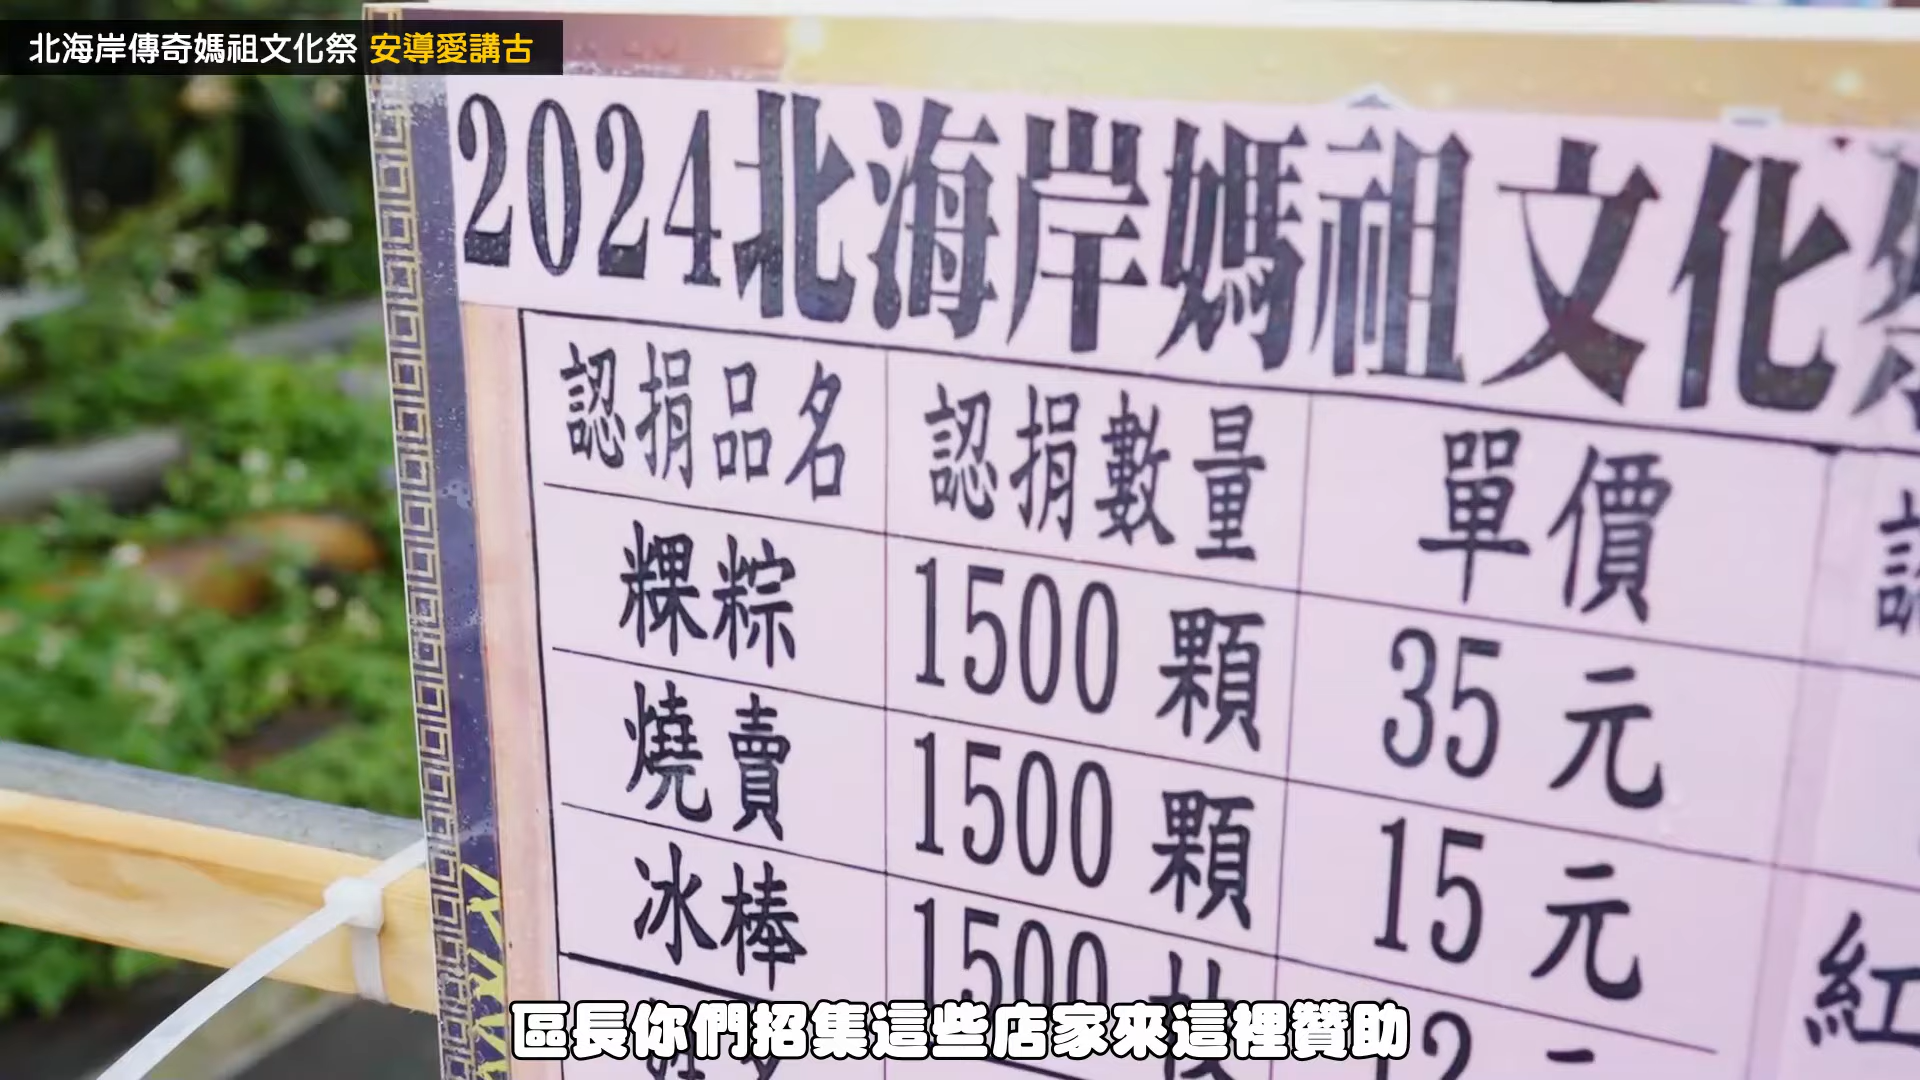 北海岸傳奇媽祖文化祭 安導愛講古
2024北海岸媽祖文化祭
認捐品名 認捐數量 單價
粿粽 1500 顆 35 元
燒賣 1500 顆 15 元
冰棒 1500
紅
區長你們招集這些店家來這裡贊助